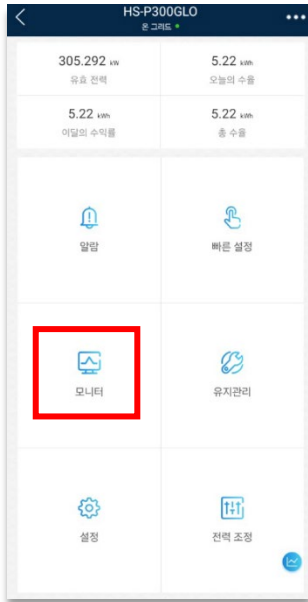 HS-P300GLO
온 그리드
305.292 kW
유효 전력
5.22 kWh
오늘의 수율
5.22 kWh
이달의 수익률
5.22 kWh
총 수율
알람
빠른 설정
모니터
유지관리
설정
전력 조정